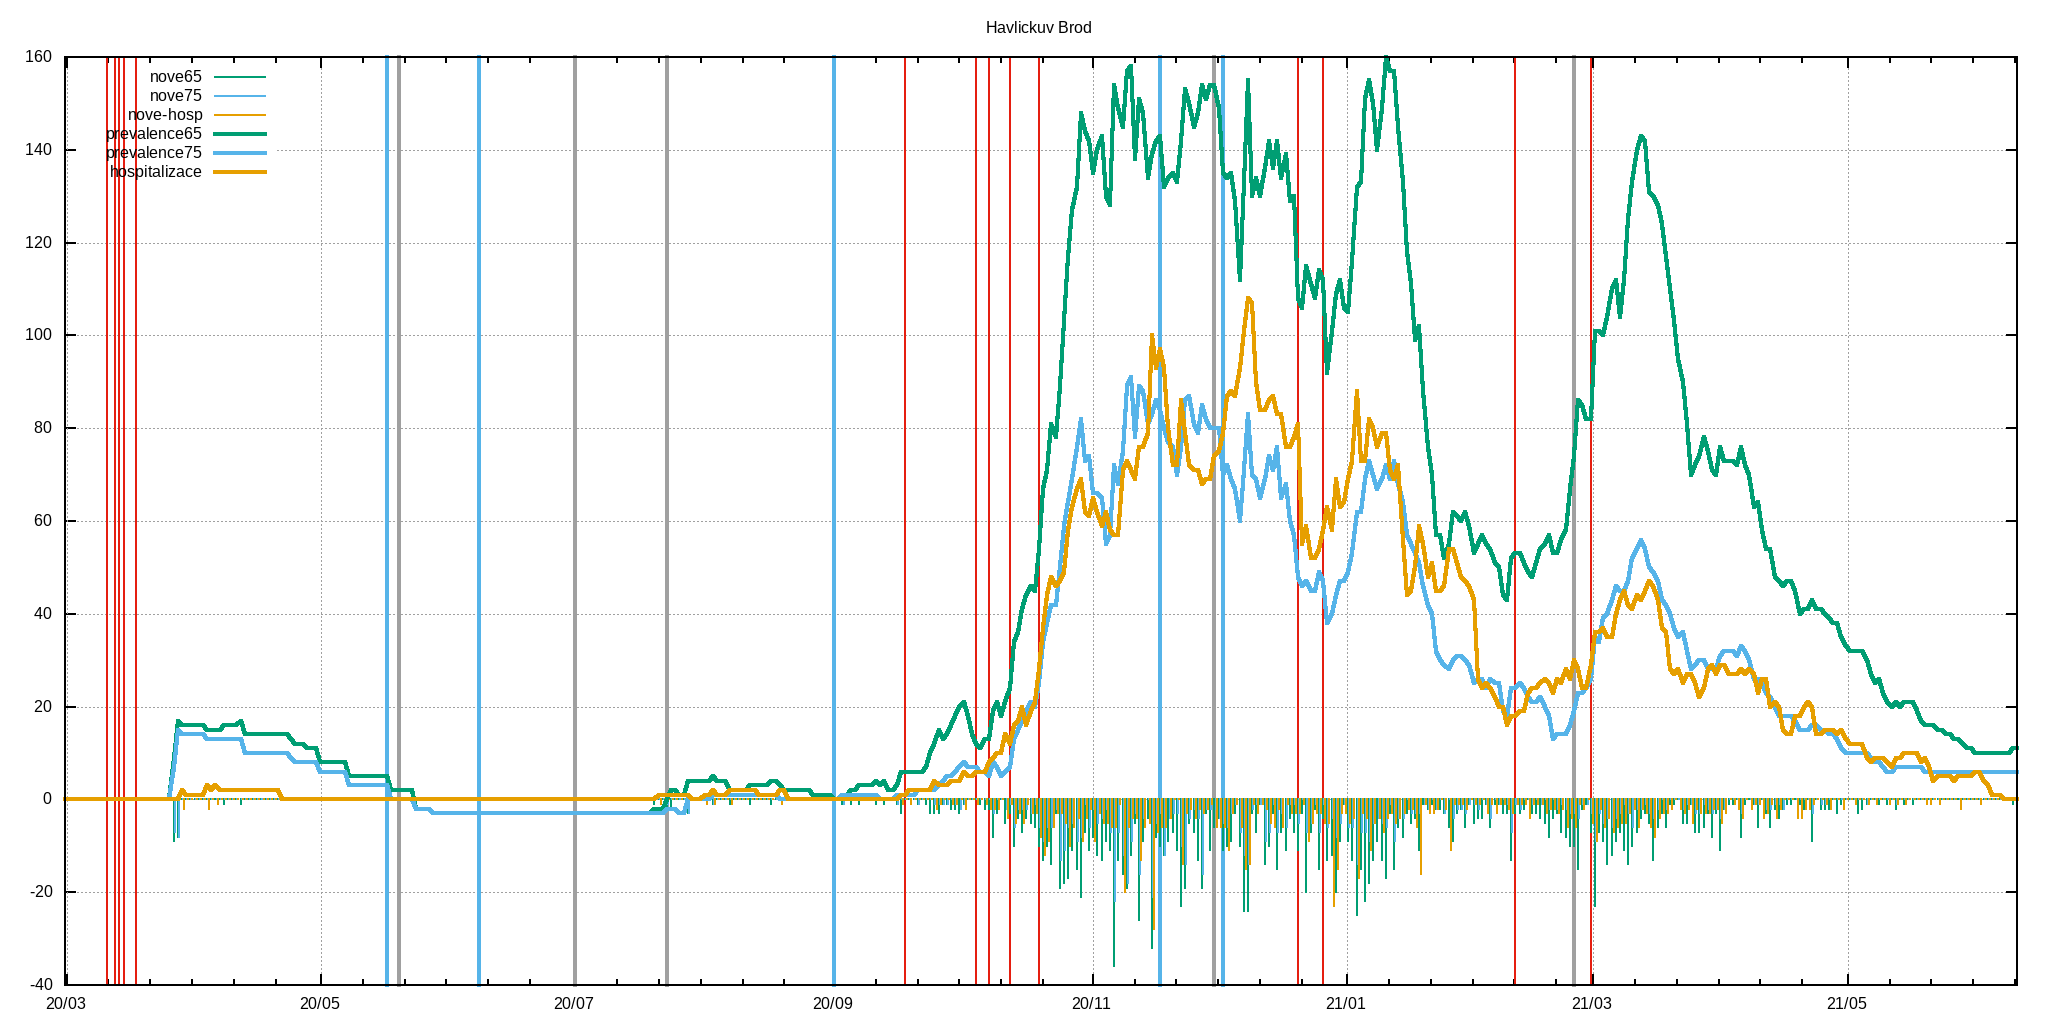 Havlickuv Brod
160
140
120
100
80
60
40
20
0
-20
-40
nove65
nove75
nove-hosp
prevalence65
prevalence75
hospitalizace
20/03 20/05 20/07 20/09 20/11 21/01 21/03 21/05